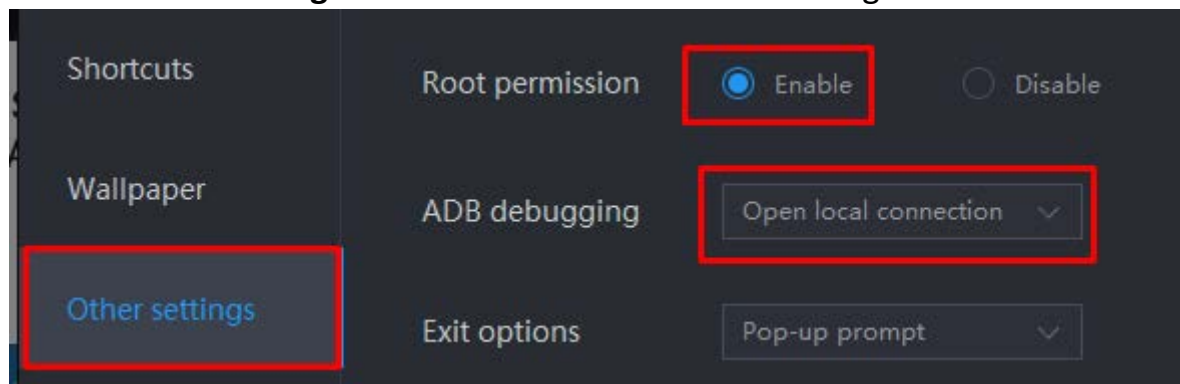 Shortcuts
Root permission
Enable
Disable
Wallpaper
ADB debugging
Open local connection
Other settings
Exit options
Pop-up prompt